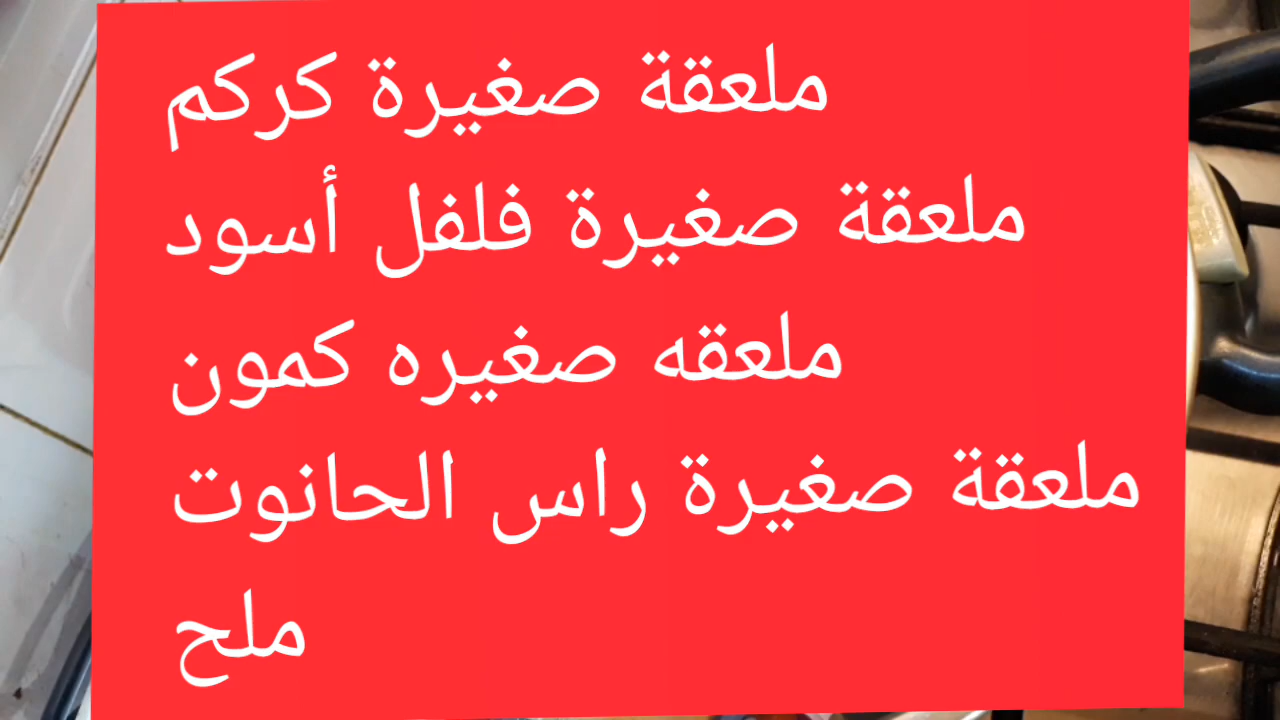 ملعقة صغيرة كركم
ملعقة صغيرة فلفل أسود
ملعقه صغيره كمون
ملعقة صغيرة راس الحانوت
ملح